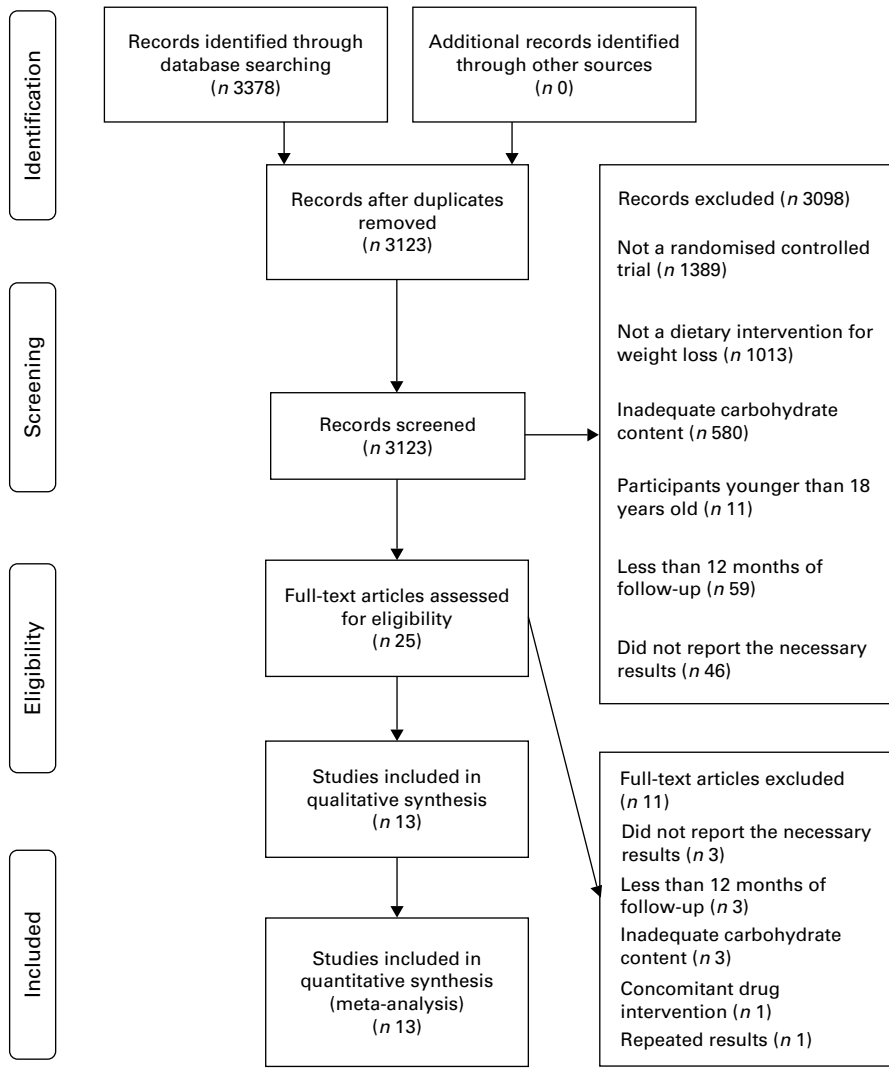 Identification
Records identified through
database searching
(n 3378)
Additional records identified
through other sources
(n 0)
Records after duplicates
removed
(n 3123)
Screening
Records screened
(n 3123)
Records excluded (n 3098)
Not a randomised controlled
trial (n 1389)
Not a dietary intervention for
weight loss (n 1013)
Inadequate carbohydrate
content (n 580)
Participants younger than 18
years old (n 11)
Less than 12 months of
follow-up (n 59)
Did not report the necessary
results (n 46)
Eligibility
Full-text articles assessed
for eligibility
(n 25)
Studies included in
qualitative synthesis
(n 13)
Full-text articles excluded
(n 11)
Did not report the necessary
results (n 3)
Less than 12 months of
follow-up (n 3)
Inadequate carbohydrate
content (n 3)
Concomitant drug
intervention (n 1)
Repeated results (n 1)
Included
Studies included in
quantitative synthesis
(meta-analysis)
(n 13)